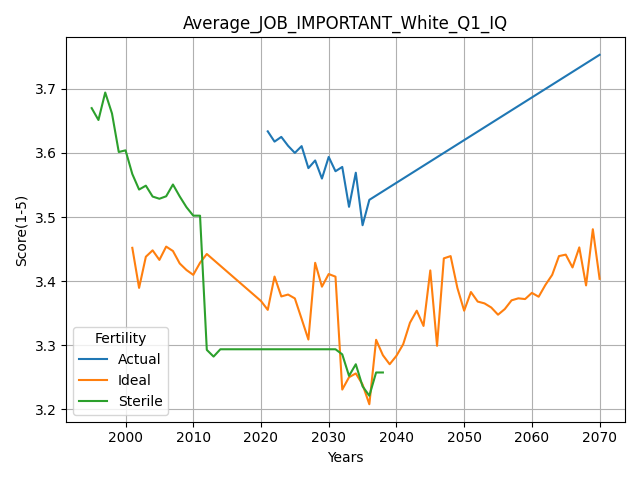 Average_JOB_IMPORTANT_White_Q1_IQ
Score(1-5)
3.7
3.6
3.5
3.4
3.3
3.2
Fertility
Actual
Ideal
Sterile
2000 2010 2020 2030 2040 2050 2060 2070
Years